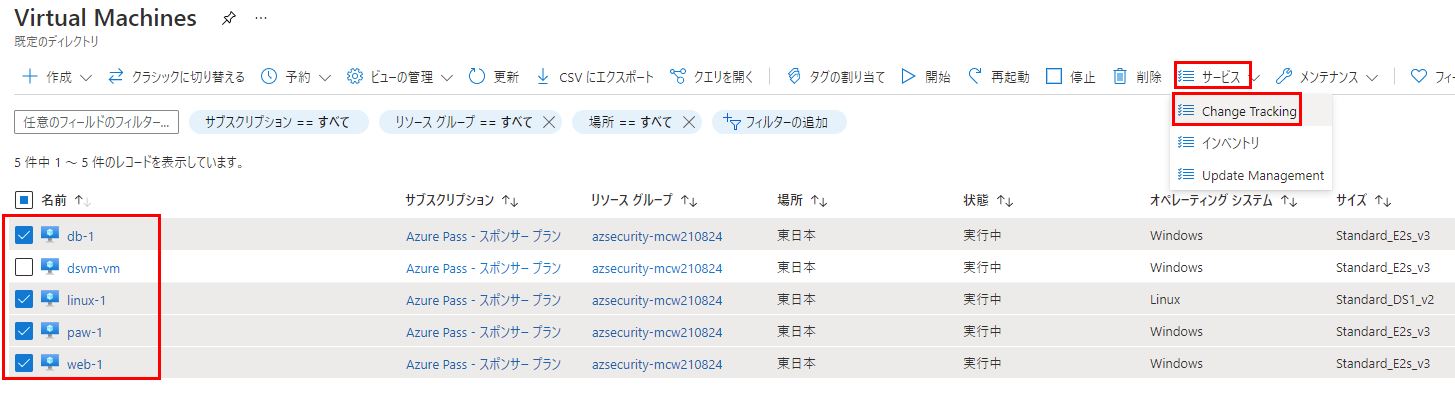 Virtual Machines ...
既定のディレクトリ
作成 クラシックに切り替える 予約 ビューの管理 更新 CSV にエクスポート クエリを開く タグの割り当て 開始 再起動 停止 削除 サービス メンテナンス フィー
任意のフィールドのフィルター... サブスクリプション == すべて リソース グループ == すべて 場所 == すべて フィルターの追加
Change Tracking
インベントリ
Update Management
5 件中 1 ～ 5 件のレコードを表示しています。
名前 サブスクリプション リソース グループ 場所 状態 オペレーティング システム サイズ
db-1 Azure Pass - スポンサー プラン azsecurity-mcw210824 東日本 実行中 Windows Standard_E2s_v3
dsvm-vm Azure Pass - スポンサー プラン azsecurity-mcw210824 東日本 実行中 Windows Standard_E2s_v3
linux-1 Azure Pass - スポンサー プラン azsecurity-mcw210824 東日本 実行中 Linux Standard_DS1_v2
paw-1 Azure Pass - スポンサー プラン azsecurity-mcw210824 東日本 実行中 Windows Standard_E2s_v3
web-1 Azure Pass - スポンサー プラン azsecurity-mcw210824 東日本 実行中 Windows Standard_E2s_v3